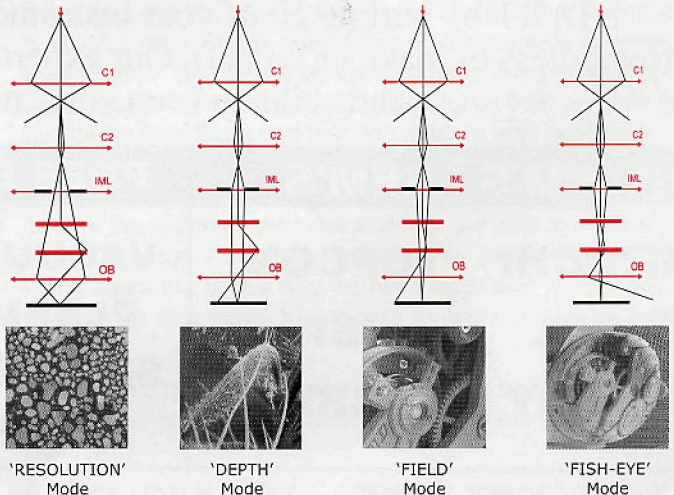 C1
C1
C1
C1
C2
C2
C2
C2
IML
IML
IML
IML
OB
OB
OB
OB
'RESOLUTION'
Mode
'DEPTH'
Mode
'FIELD'
Mode
'FISH-EYE'
Mode